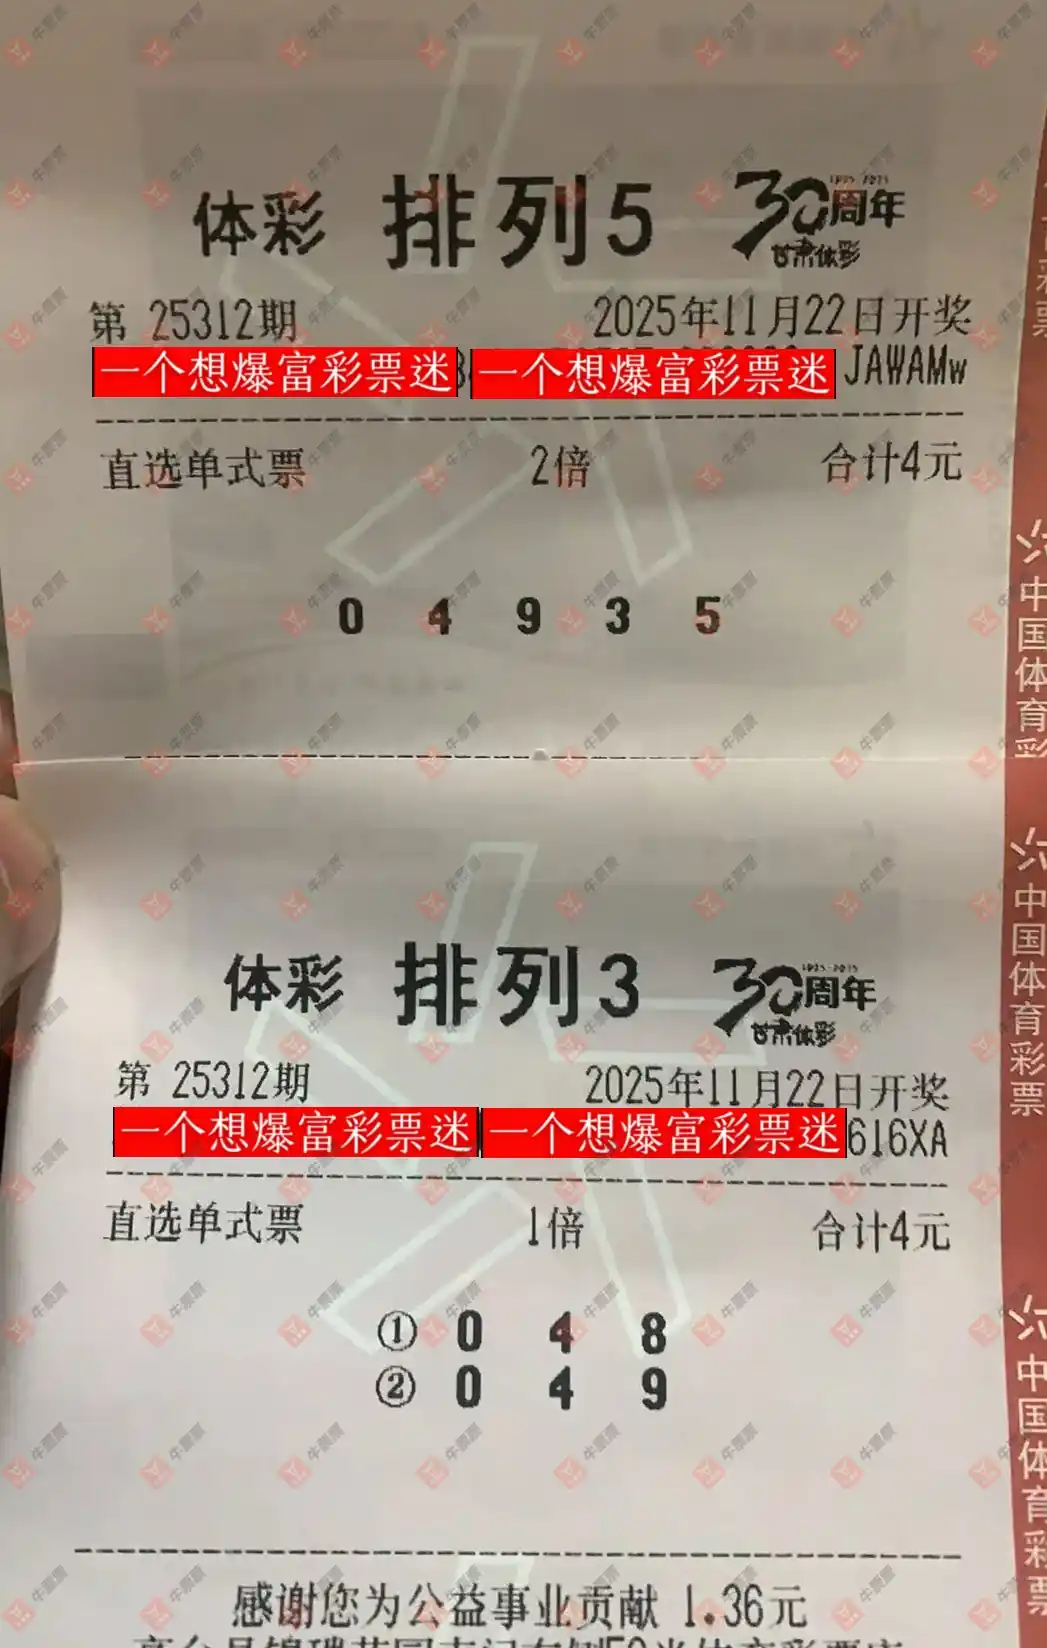 体彩 排列5 30周年
1995-2025
甘肃体彩
第 25312期 2025年11月22日开奖
一个想爆富彩票迷 一个想爆富彩票迷 JAWAMw
直选单式票 2倍 合计4元
0 4 9 3 5
体彩 排列3 30周年
1995-2025
甘肃体彩
第 25312期 2025年11月22日开奖
一个想爆富彩票迷 一个想爆富彩票迷 616XA
直选单式票 1倍 合计4元
① 0 4 8
② 0 4 9
感谢您为公益事业贡献 1.36元
中国体育彩
中国体育彩票
中国体育彩票
牛票票